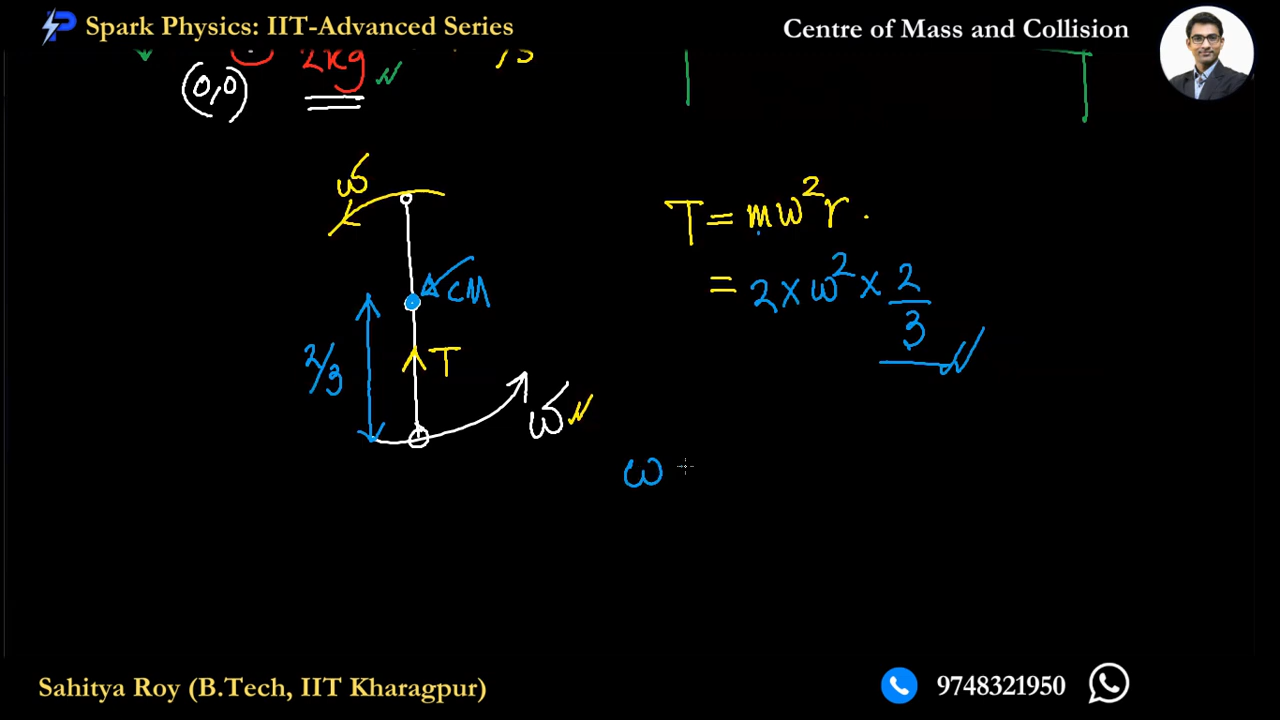 Spark Physics: IIT-Advanced Series
Centre of Mass and Collision
(0,0)
2kg
ω
CM
2/3
T
ω
T = mω²r.
= 2 × ω² × 2/3
ω
Sahitya Roy (B.Tech, IIT Kharagpur)
9748321950